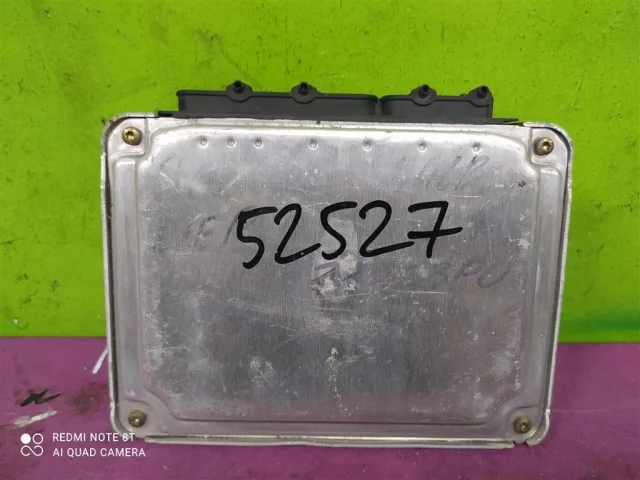 52527
REDMI NOTE 8T
AI QUAD CAMERA